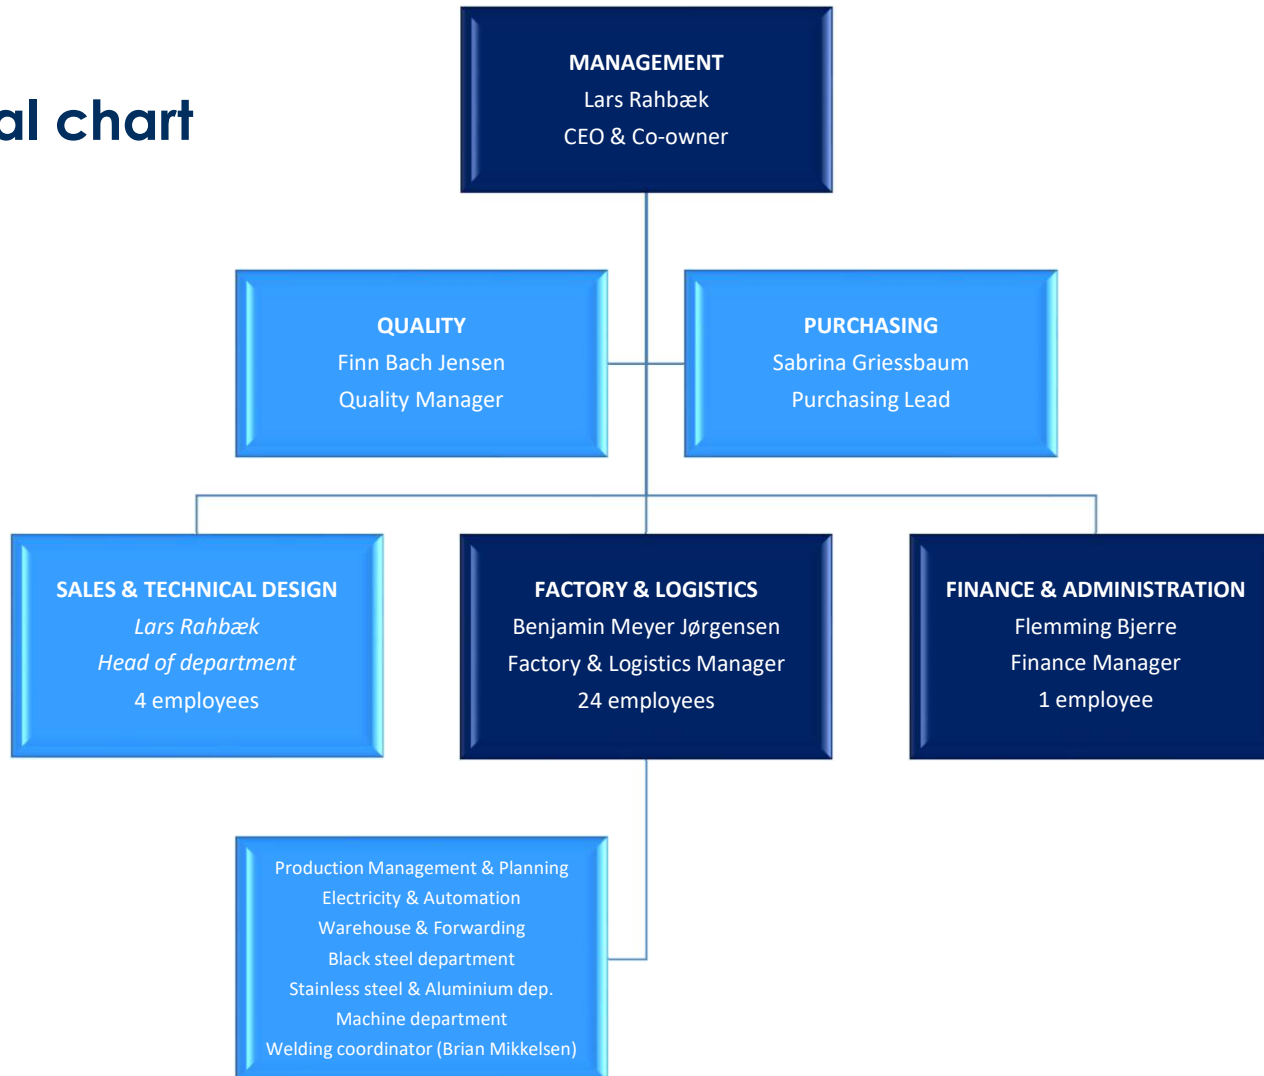 al chart
MANAGEMENT
Lars Rahbæk
CEO & Co-owner
QUALITY
Finn Bach Jensen
Quality Manager
PURCHASING
Sabrina Griessbaum
Purchasing Lead
SALES & TECHNICAL DESIGN
Lars Rahbæk
Head of department
4 employees
FACTORY & LOGISTICS
Benjamin Meyer Jørgensen
Factory & Logistics Manager
24 employees
FINANCE & ADMINISTRATION
Flemming Bjerre
Finance Manager
1 employee
Production Management & Planning
Electricity & Automation
Warehouse & Forwarding
Black steel department
Stainless steel & Aluminium dep.
Machine department
Welding coordinator (Brian Mikkelsen)